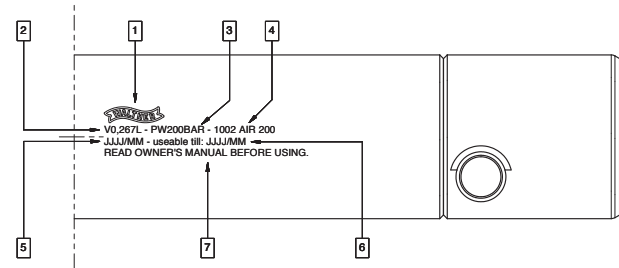 1
2
3
4
WALTHER
V0,267L - PW200BAR - 1002 AIR 200
JJJJ/MM - useable till: JJJJ/MM
READ OWNER'S MANUAL BEFORE USING.
5
7
6